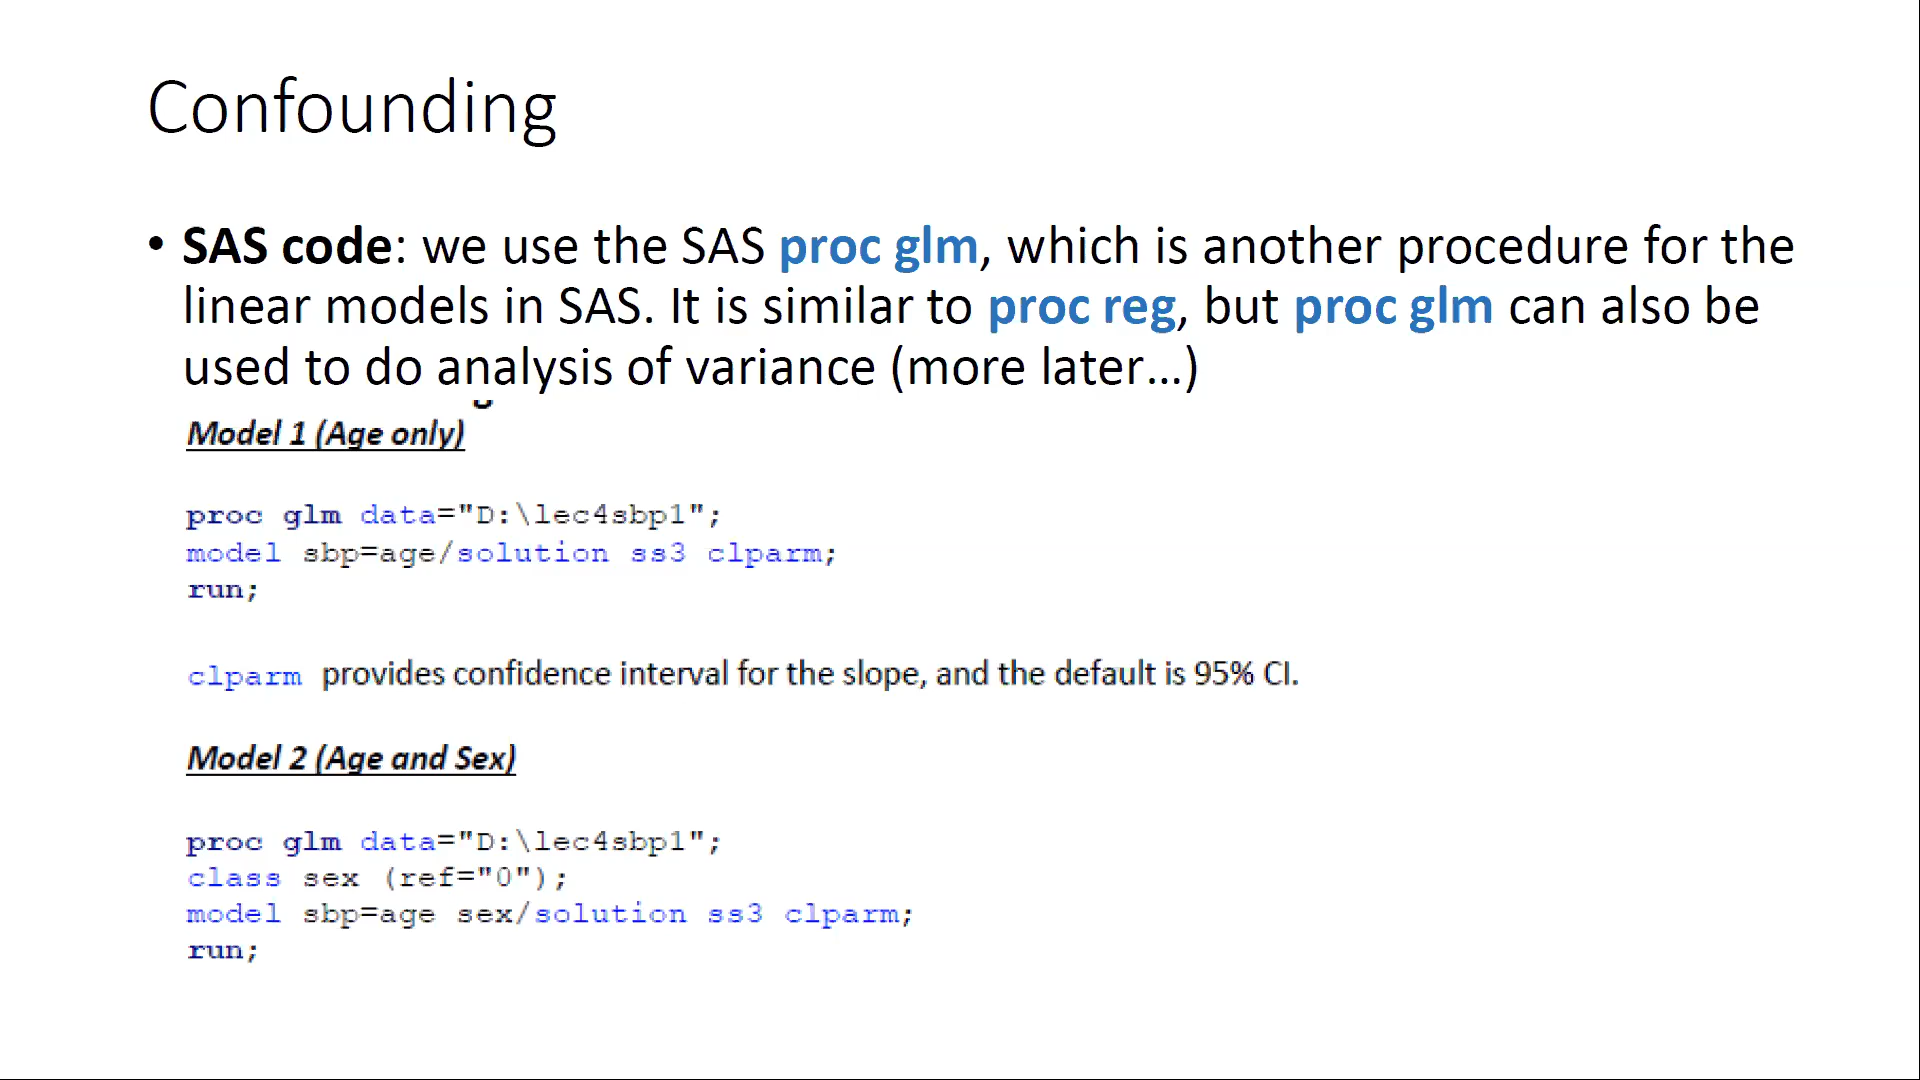 Confounding
• SAS code: we use the SAS proc glm, which is another procedure for the
linear models in SAS. It is similar to proc reg, but proc glm can also be
used to do analysis of variance (more later…)
Model 1 (Age only)
proc glm data="D:\lec4sbp1";
model sbp=age/solution ss3 clparm;
run;
clparm provides confidence interval for the slope, and the default is 95% CI.
Model 2 (Age and Sex)
proc glm data="D:\lec4sbp1";
class sex (ref="0");
model sbp=age sex/solution ss3 clparm;
run;